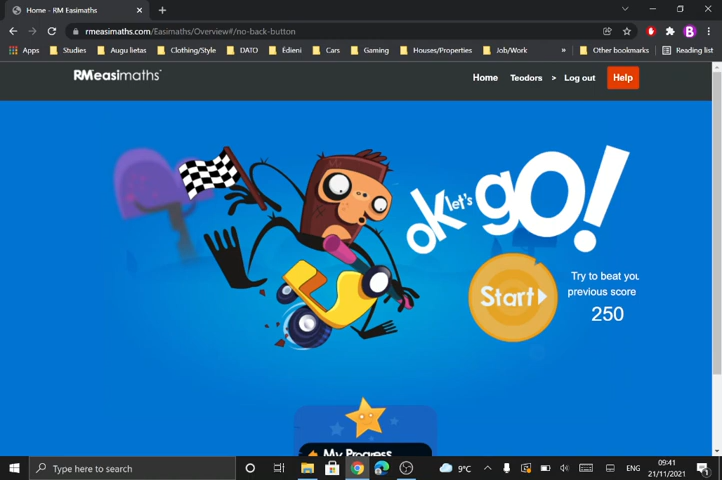 Home - RM Easimaths
rmeasimaths.com/Easimaths/Overview#/no-back-button
Apps Studies Augu lietas Clothing/Style DATO Edieni Cars Gaming Houses/Properties Job/Work » Other bookmarks Reading list
RMeasimaths
Home Teodors > Log out Help
ok let's go!
Start
Try to beat you
previous score
250
My Progress
Type here to search
9°C ENG 09:41
21/11/2021